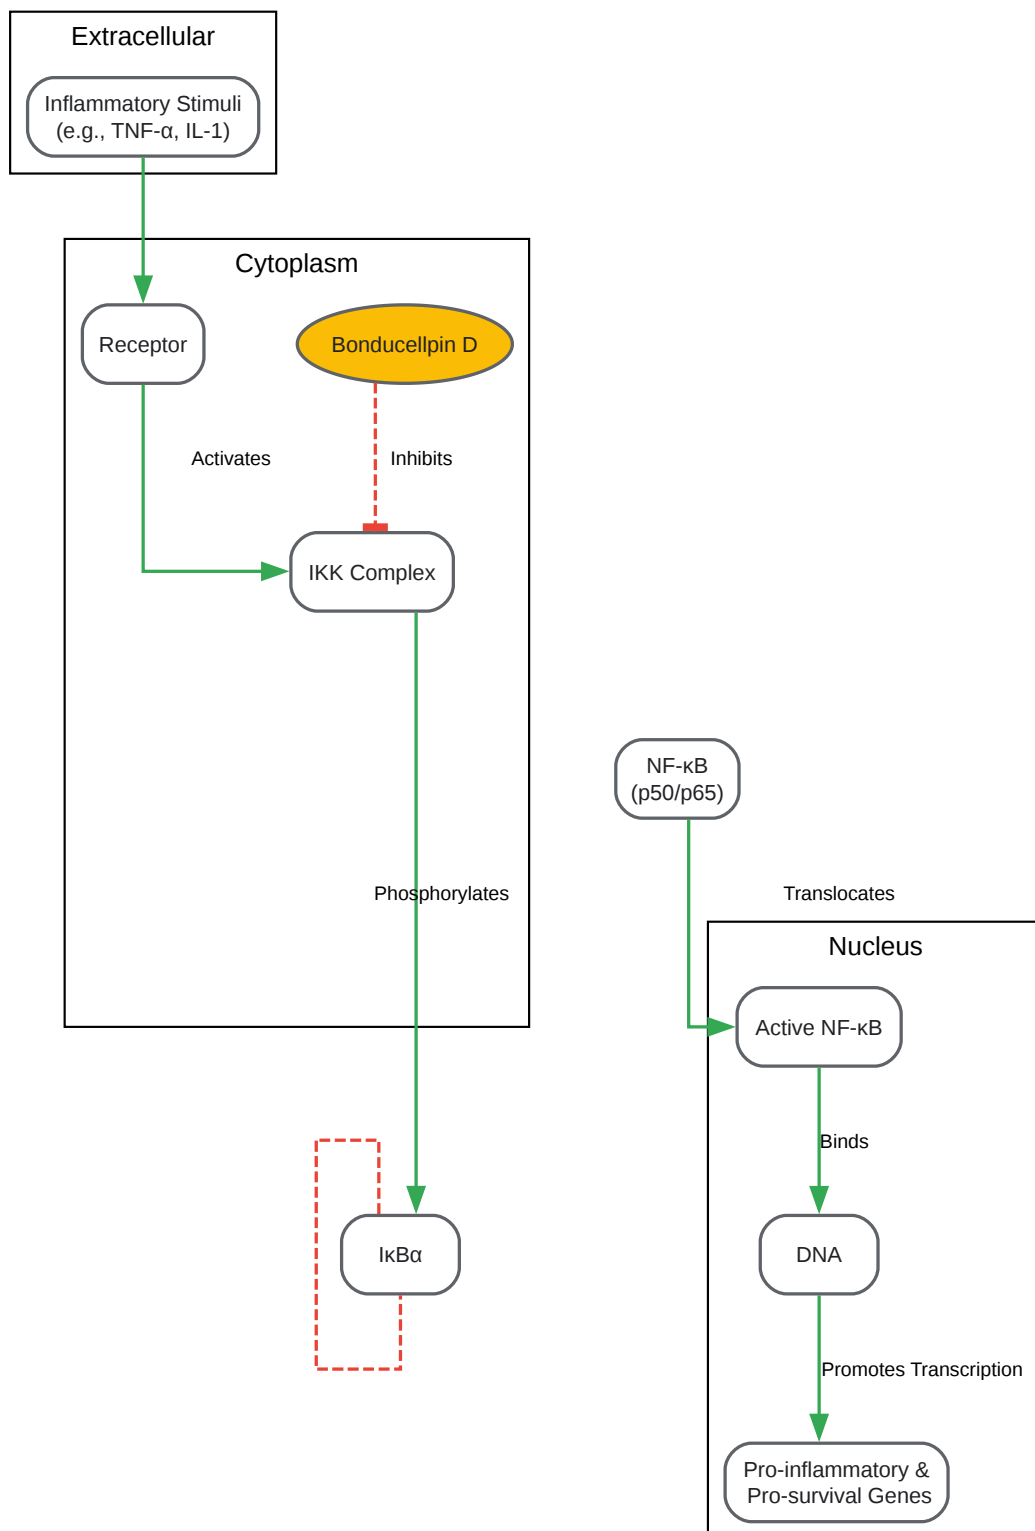 Extracellular
Inflammatory Stimuli
(e.g., TNF-α, IL-1)
Cytoplasm
Receptor
Bonducellpin D
Activates
Inhibits
IKK Complex
NF-κB
(p50/p65)
Phosphorylates
Translocates
Nucleus
Active NF-κB
Binds
IκBα
DNA
Promotes Transcription
Pro-inflammatory &
Pro-survival Genes